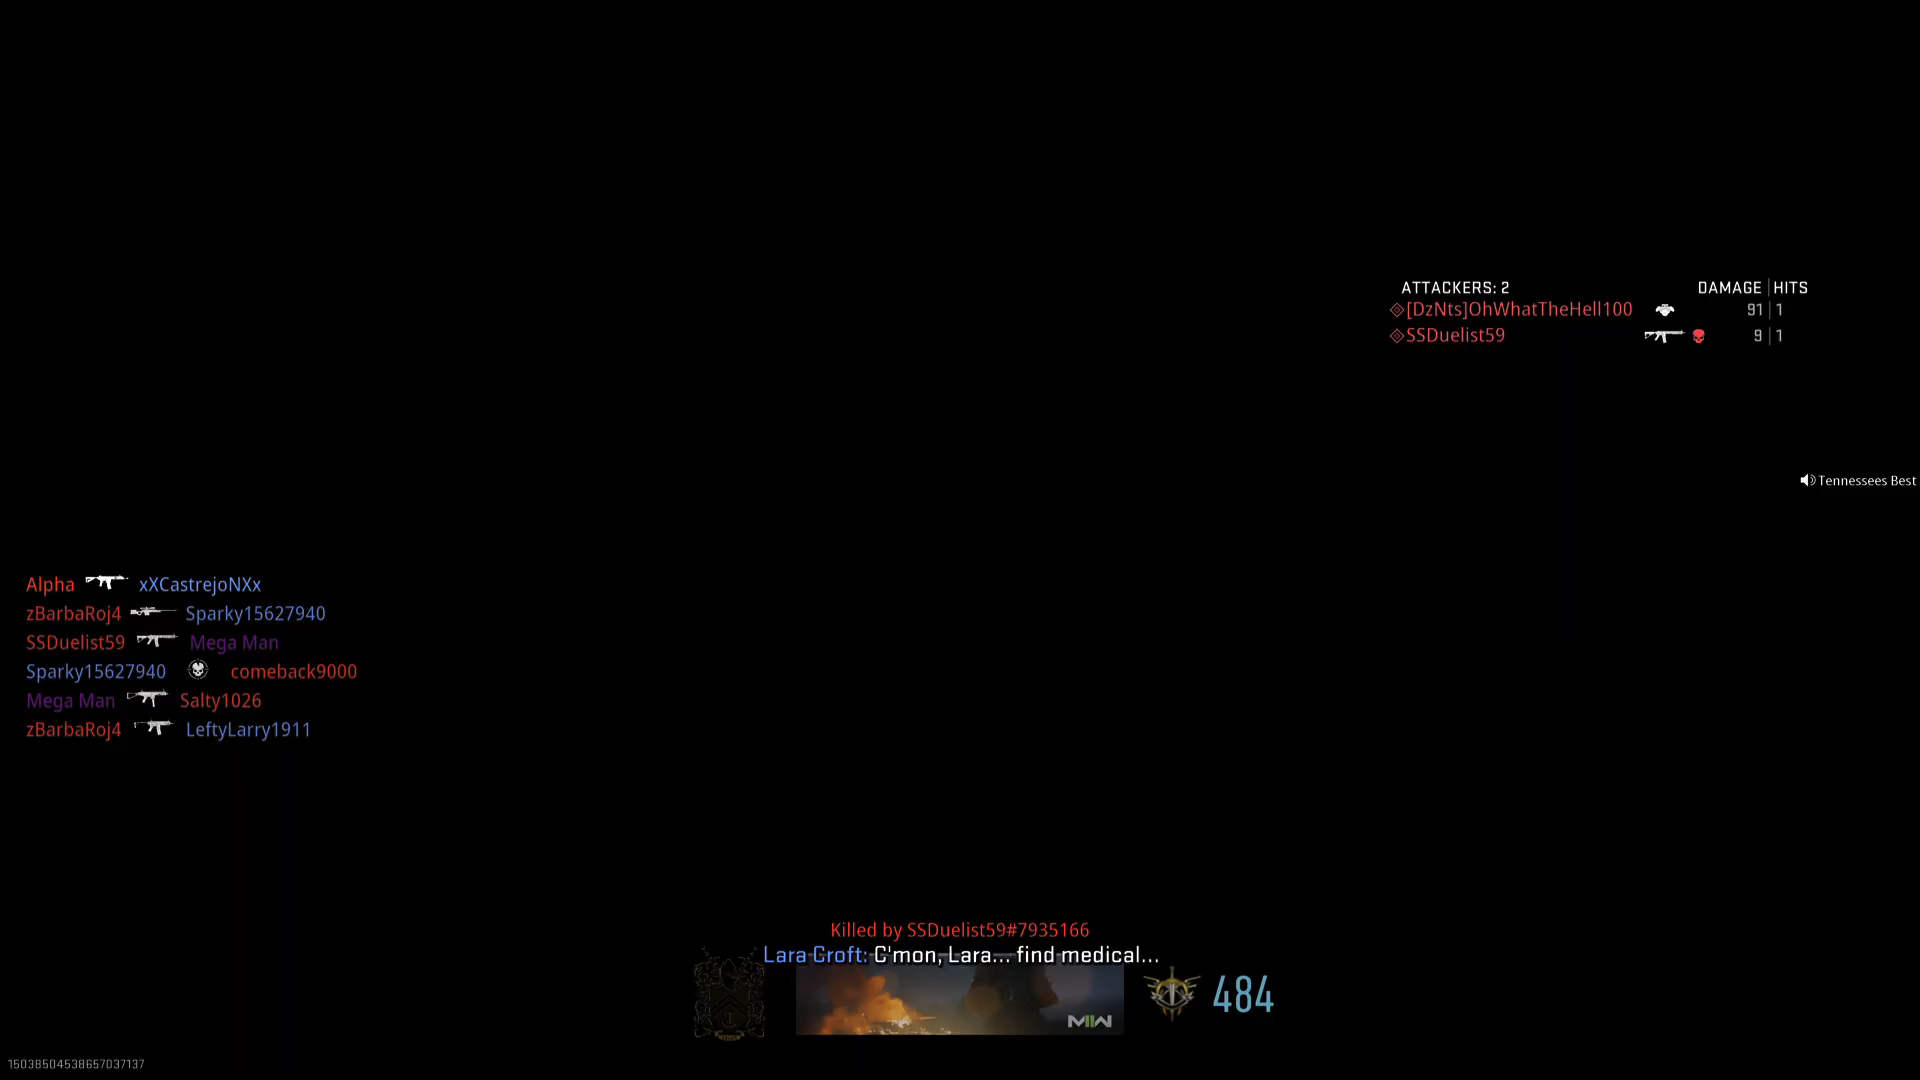 ATTACKERS: 2 DAMAGE HITS
[DzNts]OhWhatTheHell100 91 1
SSDuelist59 9 1
Tennessees Best
Alpha xXCastrejoNXx
zBarbaRoj4 Sparky15627940
SSDuelist59 Mega Man
Sparky15627940 comeback9000
Mega Man Salty1026
zBarbaRoj4 LeftyLarry1911
Killed by SSDuelist59#7935166
Lara Croft: C'mon, Lara... find medical...
MW
484
15038504538657037137